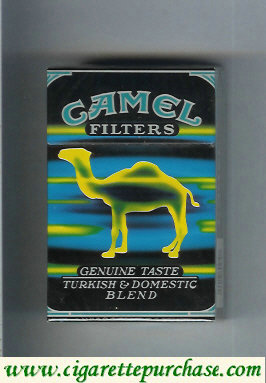 CAMEL
FILTERS
GENUINE TASTE
TURKISH & DOMESTIC
BLEND
www.cigarettepurchase.com